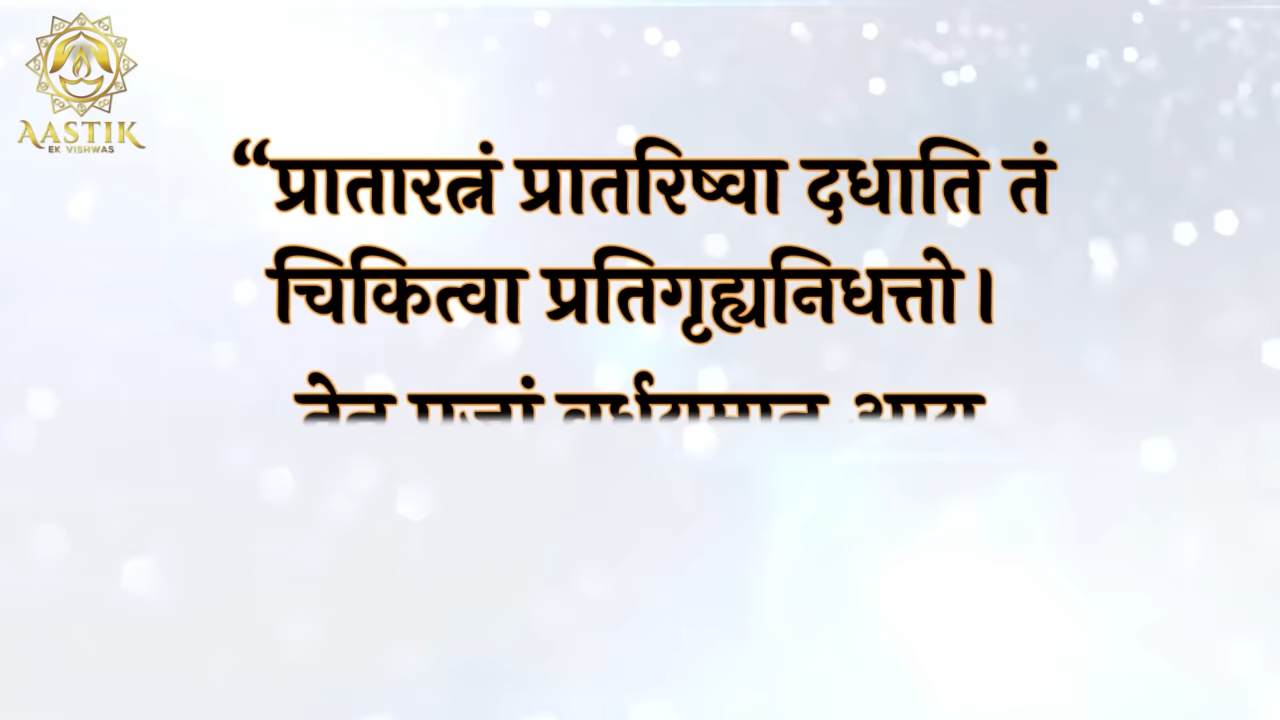 AASTIK
EK VISHWAS
“प्रातारत्नं प्रातरिष्वा दधाति तं
चिकित्वा प्रतिगृह्यनिधत्तो।